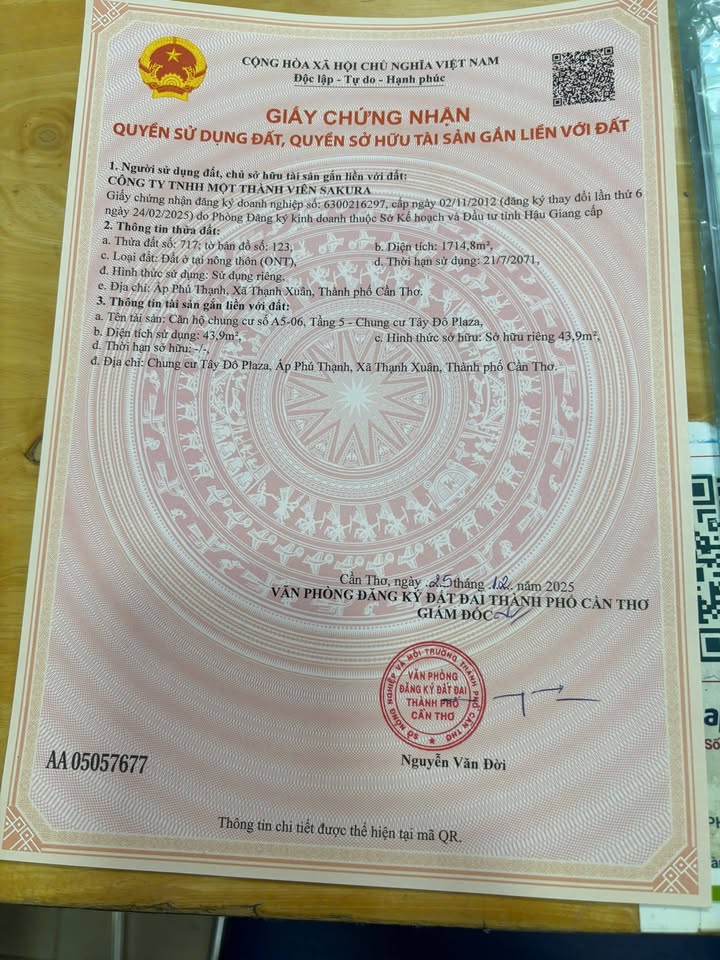 CỘNG HÒA XÃ HỘI CHỦ NGHĨA VIỆT NAM
Độc lập - Tự do - Hạnh phúc
GIẤY CHỨNG NHẬN
QUYỀN SỬ DỤNG ĐẤT, QUYỀN SỞ HỮU TÀI SẢN GẮN LIỀN VỚI ĐẤT
1. Người sử dụng đất, chủ sở hữu tài sản gắn liền với đất:
CÔNG TY TNHH MỘT THÀNH VIÊN SAKURA
Giấy chứng nhận đăng ký doanh nghiệp số: 6300216297, cấp ngày 02/11/2012 (đăng ký thay đổi lần thứ 6
ngày 24/02/2025) do Phòng Đăng ký kinh doanh thuộc Sở Kế hoạch và Đầu tư tỉnh Hậu Giang cấp
2. Thông tin thửa đất:
a. Thửa đất số: 717; tờ bản đồ số: 123, b. Diện tích: 1714,8m²,
c. Loại đất: Đất ở tại nông thôn (ONT), d. Thời hạn sử dụng: 21/7/2071,
đ. Hình thức sử dụng: Sử dụng riêng,
e. Địa chỉ: Ấp Phú Thạnh, Xã Thạnh Xuân, Thành phố Cần Thơ.
3. Thông tin tài sản gắn liền với đất:
a. Tên tài sản: Căn hộ chung cư số A5-06, Tầng 5 - Chung cư Tây Đô Plaza,
b. Diện tích sử dụng: 43,9m², c. Hình thức sở hữu: Sở hữu riêng 43,9m²,
d. Thời hạn sở hữu: -/-,
đ. Địa chỉ: Chung cư Tây Đô Plaza, Ấp Phú Thạnh, Xã Thạnh Xuân, Thành phố Cần Thơ.
Cần Thơ, ngày 25 tháng 12 năm 2025
VĂN PHÒNG ĐĂNG KÝ ĐẤT ĐAI THÀNH PHỐ CẦN THƠ
GIÁM ĐỐC
SỞ NÔNG NGHIỆP VÀ MÔI TRƯỜNG THÀNH PHỐ CẦN THƠ
VĂN PHÒNG
ĐĂNG KÝ ĐẤT ĐAI
THÀNH PHỐ
CẦN THƠ
Nguyễn Văn Đời
AA 05057677
Thông tin chi tiết được thể hiện tại mã QR.